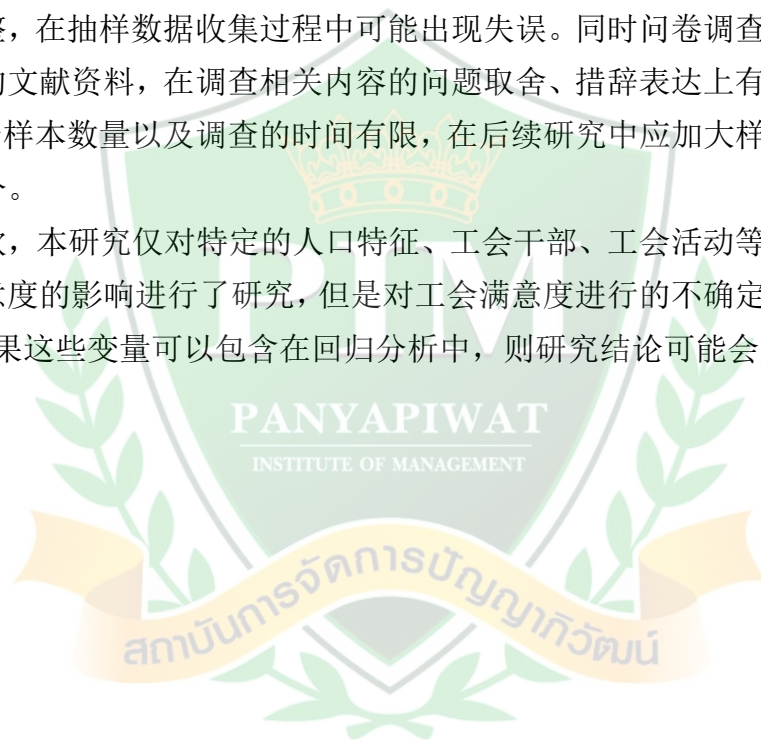 整，在抽样数据收集过程中可能出现失误。同时问卷调查
的文献资料，在调查相关内容的问题取舍、措辞表达上有
样本数量以及调查的时间有限，在后续研究中应加大样
，本研究仅对特定的人口特征、工会干部、工会活动等
意度的影响进行了研究，但是对工会满意度进行的不确定
果这些变量可以包含在回归分析中，则研究结论可能会
PIM
PANYAPIWAT
INSTITUTE OF MANAGEMENT
สถาบันการจัดการปัญญาภิวัฒน์